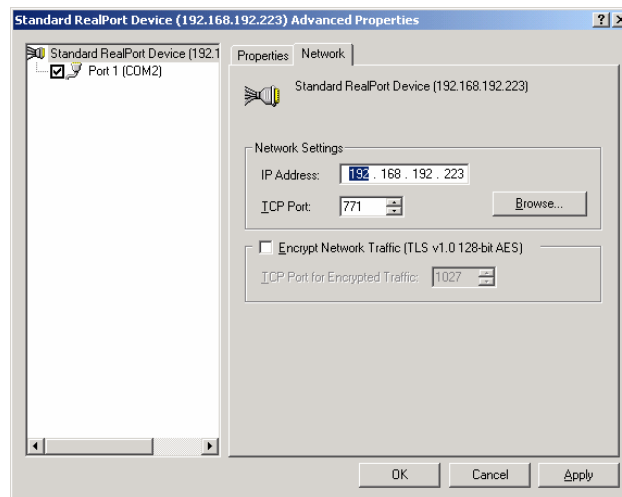 Standard RealPort Device (192.168.192.223) Advanced Properties
Standard RealPort Device (192.1
Port 1 (COM2)
Properties Network
Standard RealPort Device (192.168.192.223)
Network Settings
IP Address: 192 . 168 . 192 . 223
TCP Port: 771 Browse...
Encrypt Network Traffic (TLS v1.0 128-bit AES)
TCP Port for Encrypted Traffic: 1027
OK Cancel Apply